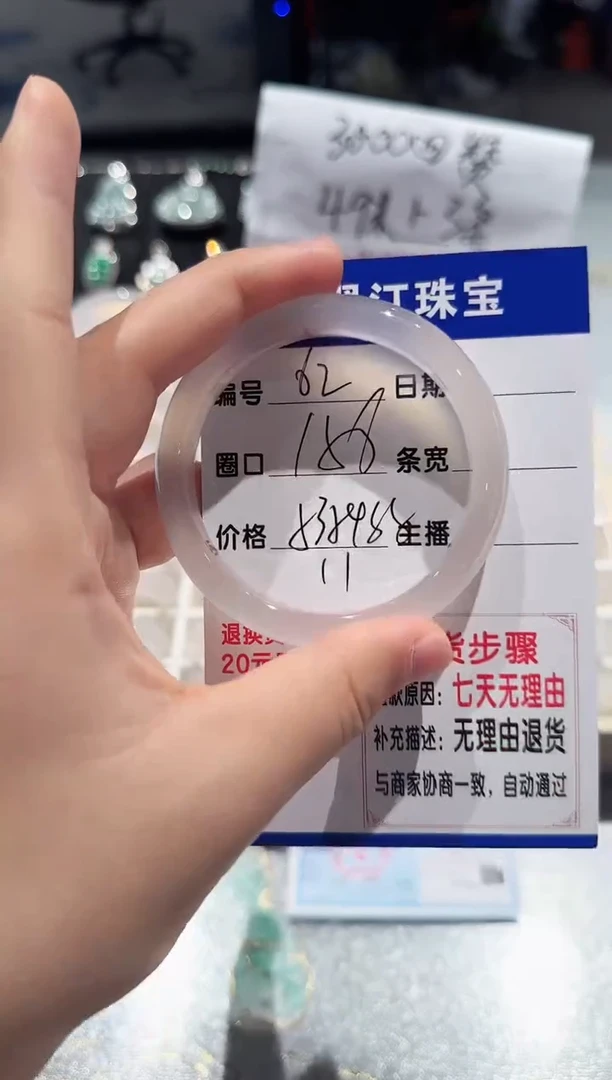 江珠宝
编号 62 日期
圈口 186 条宽
价格 主播
11
退换
20元
货步骤
款原因：七天无理由
补充描述：无理由退货
与商家协商一致，自动通过